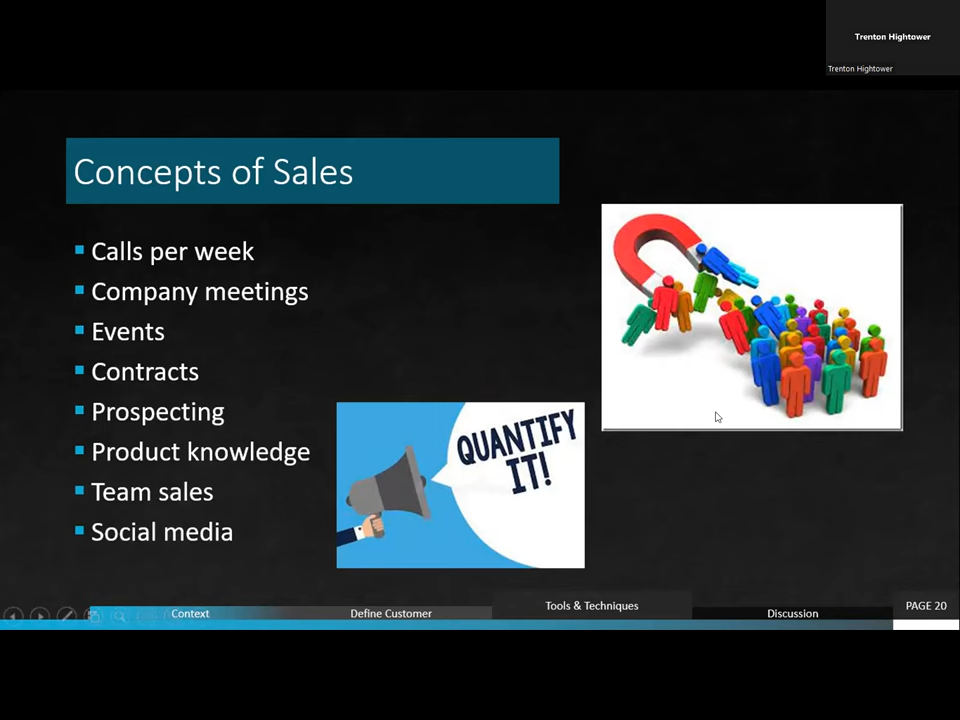 Trenton Hightower
Trenton Hightower
Concepts of Sales
Calls per week
Company meetings
Events
Contracts
Prospecting
Product knowledge
Team sales
Social media
QUANTIFY
IT!
Context
Define Customer
Tools & Techniques
Discussion
PAGE 20